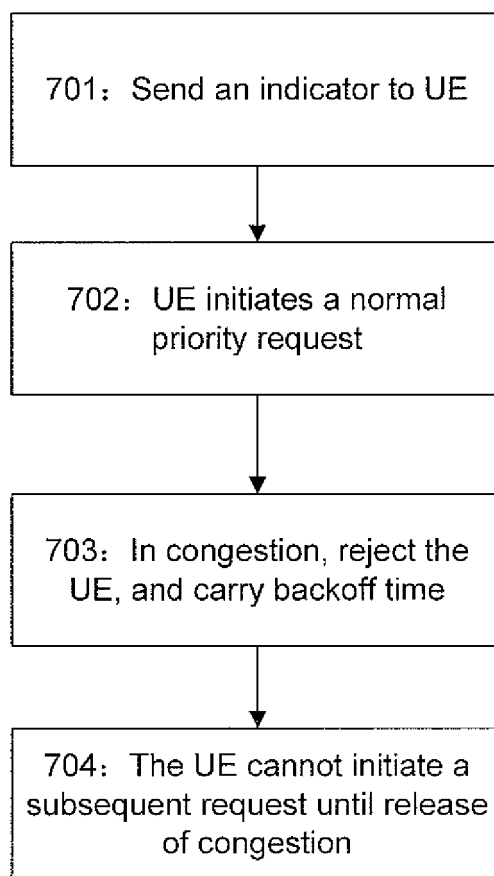 701：Send an indicator to UE
702：UE initiates a normal
priority request
703：In congestion, reject the
UE, and carry backoff time
704：The UE cannot initiate a
subsequent request until release
of congestion